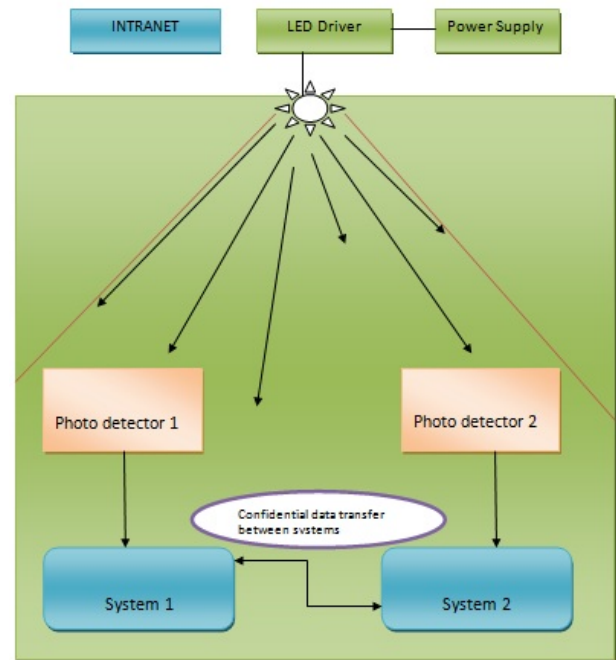 INTRANET
LED Driver
Power Supply
Photo detector 1
Photo detector 2
Confidential data transfer
between systems
System 1
System 2